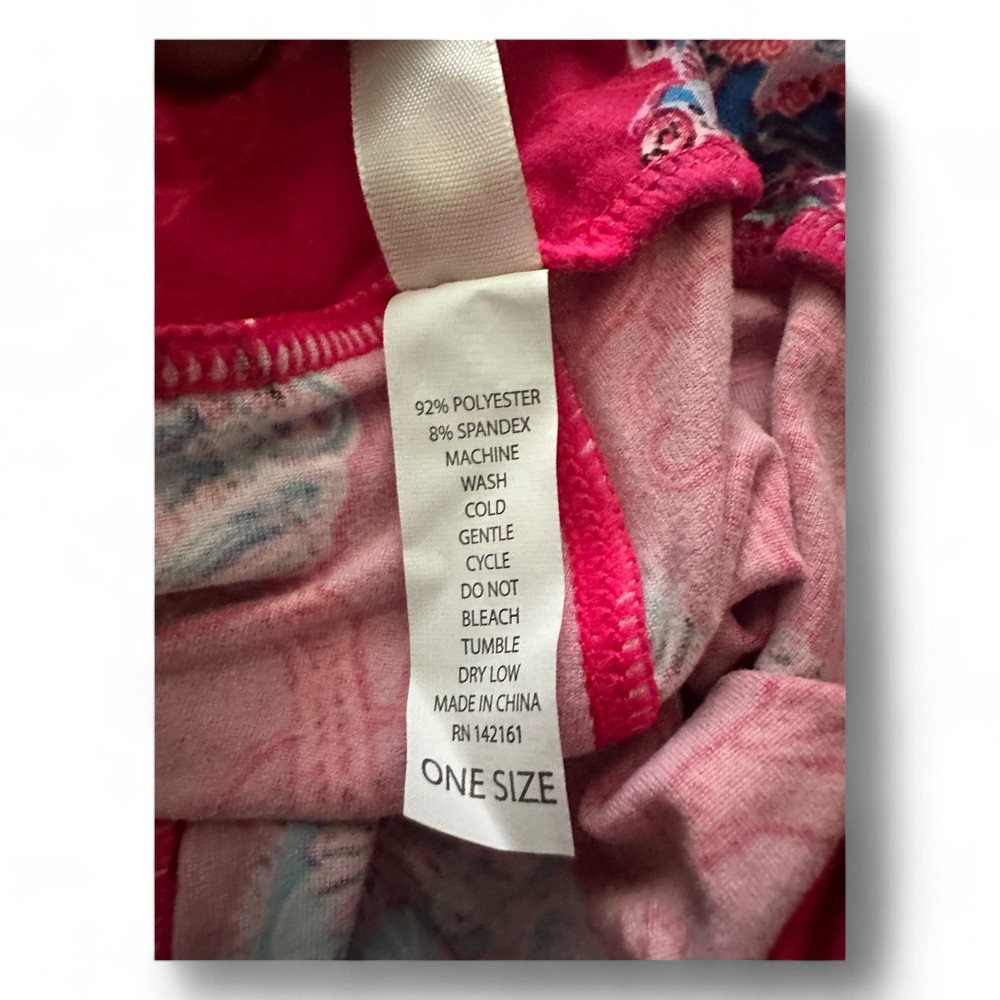 92% POLYESTER
8% SPANDEX
MACHINE
WASH
COLD
GENTLE
CYCLE
DO NOT
BLEACH
TUMBLE
DRY LOW
MADE IN CHINA
RN 142161
ONE SIZE